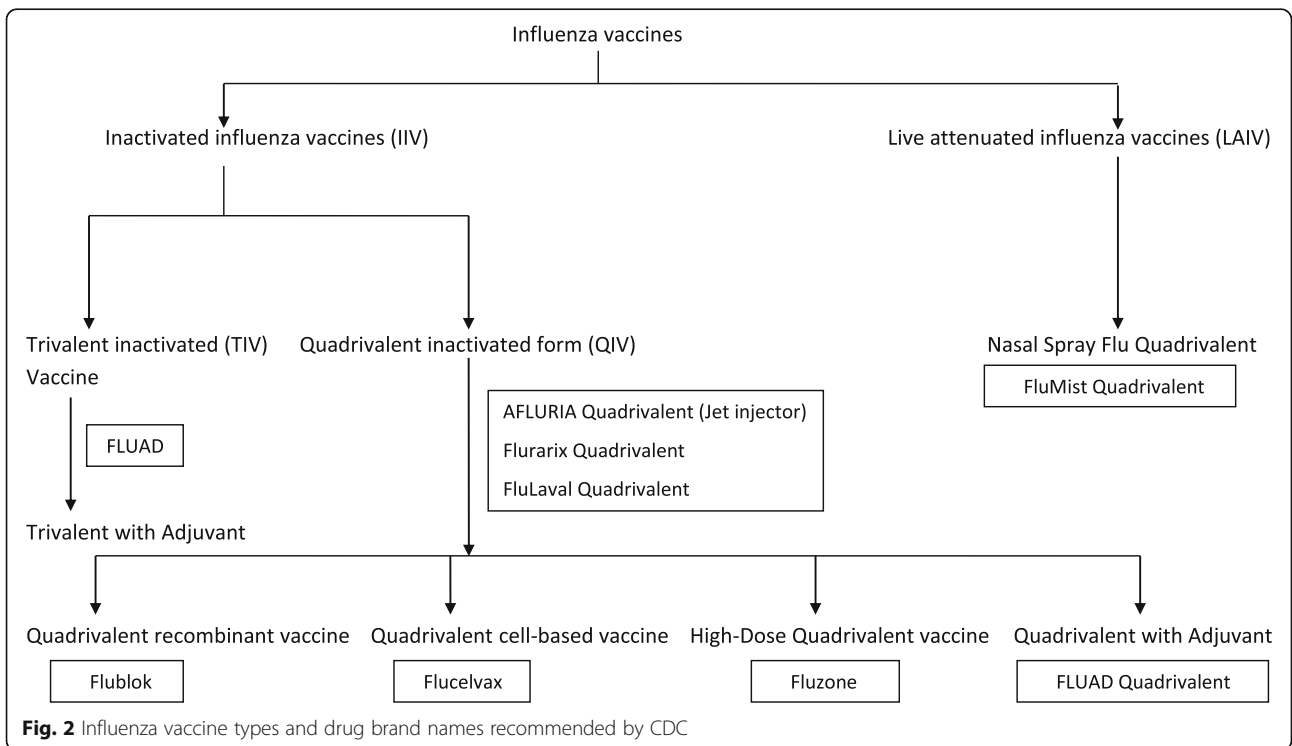 Influenza vaccines
Inactivated influenza vaccines (IIV)
Live attenuated influenza vaccines (LAIV)
Trivalent inactivated (TIV)
Vaccine
Quadrivalent inactivated form (QIV)
Nasal Spray Flu Quadrivalent
FluMist Quadrivalent
AFLURIA Quadrivalent (Jet injector)
Flurarix Quadrivalent
FluLaval Quadrivalent
FLUAD
Trivalent with Adjuvant
Quadrivalent recombinant vaccine
Quadrivalent cell-based vaccine
High-Dose Quadrivalent vaccine
Quadrivalent with Adjuvant
Flublok
Flucelvax
Fluzone
FLUAD Quadrivalent
Fig. 2 Influenza vaccine types and drug brand names recommended by CDC